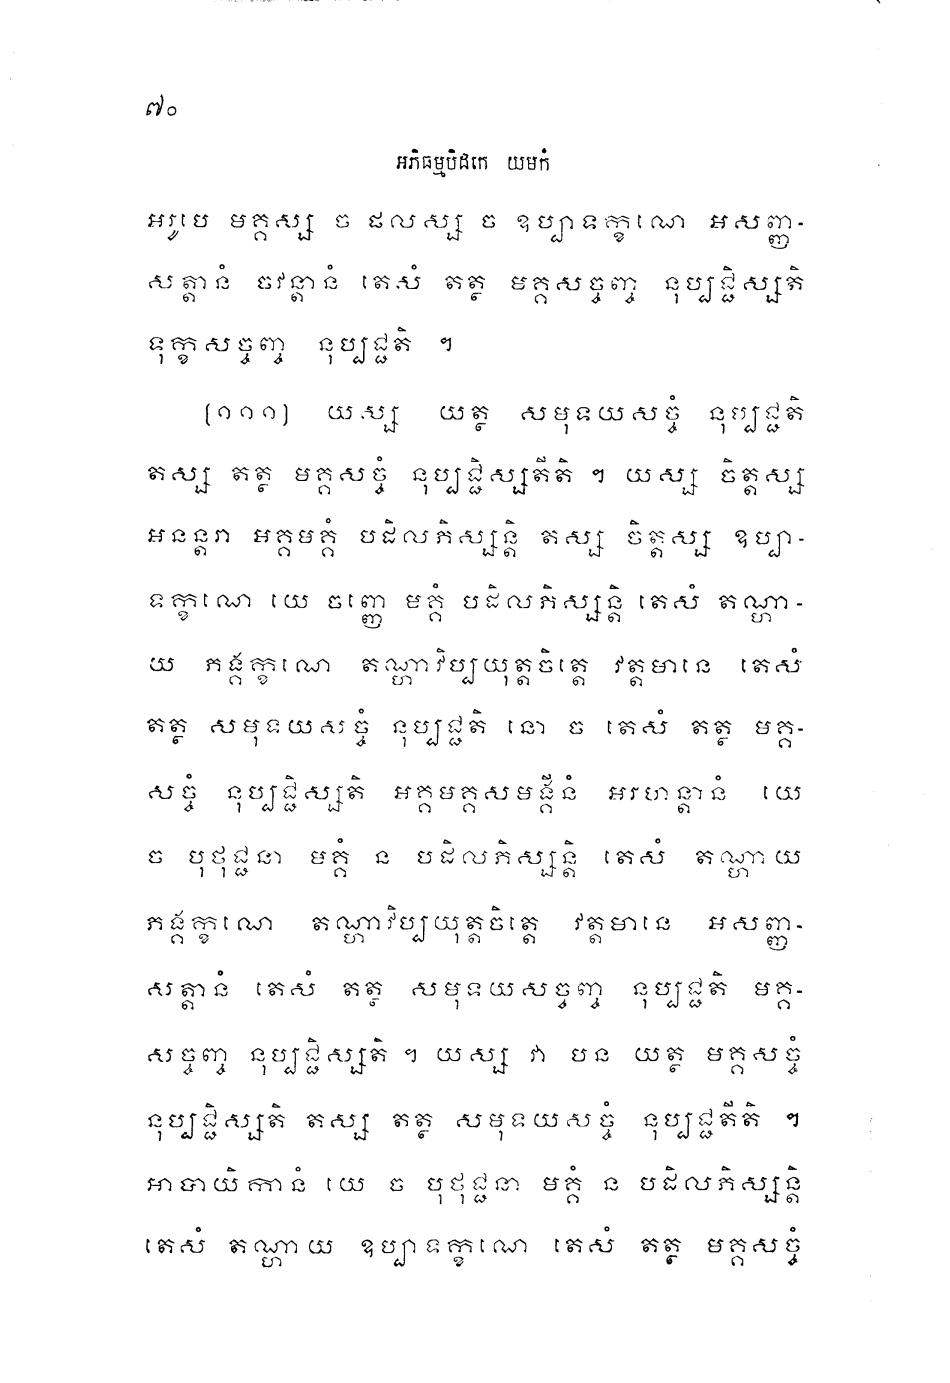 ៧០
អភិធម្មបិដកេ យមកំ
អរូបេ មគ្គស្ស ច ផលស្ស ច ឧប្បាទក្ខណេ អសញ្ញ-
សត្តានំ ចវន្តានំ តេសំ តត្ថ មគ្គសច្ចញ្ច នុប្បជ្ជិស្សតិ
ទុក្ខសច្ចញ្ច នុប្បជ្ជតិ ។
(១១១) យស្ស យត្ថ សមុទយសច្ចំ នុប្បជ្ជតិ
តស្ស តត្ថ មគ្គសច្ចំ នុប្បជ្ជិស្សតីតិ ។ យស្ស ចិត្តស្ស
អនន្តរា អគ្គមគ្គំ បដិលភិស្សន្តិ តស្ស ចិត្តស្ស ឧប្បា-
ទក្ខណេ យេ ចញ្ញេ មគ្គំ បដិលភិស្សន្តិ តេសំ តណ្ហា-
យ ភង្គក្ខណេ តណ្ហាវិប្បយុត្តចិត្តេ វត្តមានេ តេសំ
តត្ថ សមុទយសច្ចំ នុប្បជ្ជតិ នោ ច តេសំ តត្ថ មគ្គ-
សច្ចំ នុប្បជ្ជិស្សតិ អគ្គមគ្គសមង្គីនំ អរហន្តានំ យេ
ច បុថុជ្ជនា មគ្គំ ន បដិលភិស្សន្តិ តេសំ តណ្ហាយ
ភង្គក្ខណេ តណ្ហាវិប្បយុត្តចិត្តេ វត្តមានេ អសញ្ញ-
សត្តានំ តេសំ តត្ថ សមុទយសច្ចញ្ច នុប្បជ្ជតិ មគ្គ-
សច្ចញ្ច នុប្បជ្ជិស្សតិ ។ យស្ស វា បន យត្ថ មគ្គសច្ចំ
នុប្បជ្ជិស្សតិ តស្ស តត្ថ សមុទយសច្ចំ នុប្បជ្ជតីតិ ។
អាបាយិកានំ យេ ច បុថុជ្ជនា មគ្គំ ន បដិលភិស្សន្តិ
តេសំ តណ្ហាយ ឧប្បាទក្ខណេ តេសំ តត្ថ មគ្គសច្ចំ